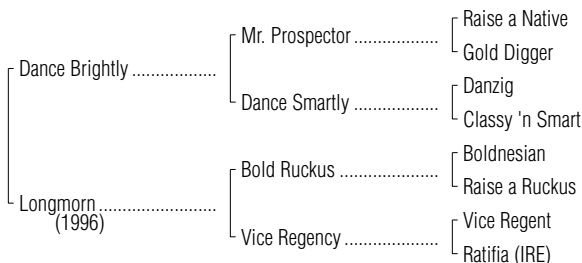 Raise a Native
Mr. Prospector ....................
Gold Digger
Dance Brightly ....................
Danzig
Dance Smartly ....................
Classy 'n Smart
Boldnesian
Bold Ruckus ....................
Raise a Ruckus
Longmorn ............................
(1996)
Vice Regent
Vice Regency ....................
Ratifia (IRE)